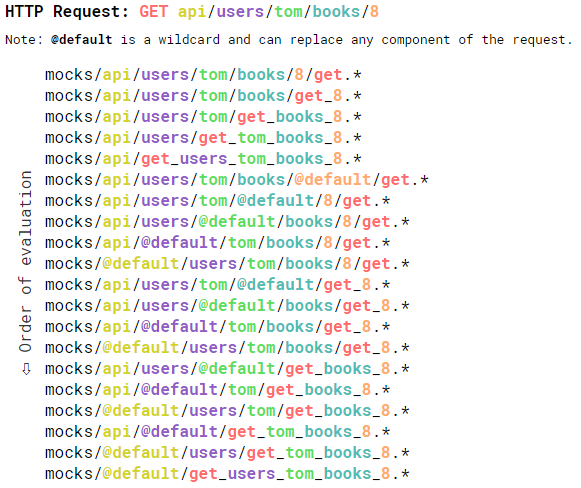 HTTP Request: GET api/users/tom/books/8
Note: @default is a wildcard and can replace any component of the request.
mocks/api/users/tom/books/8/get.*
mocks/api/users/tom/books/get_8.*
mocks/api/users/tom/get_books_8.*
mocks/api/users/get_tom_books_8.*
mocks/api/get_users_tom_books_8.*
mocks/api/users/tom/books/@default/get.*
mocks/api/users/tom/@default/8/get.*
mocks/api/users/@default/books/8/get.*
mocks/api/@default/tom/books/8/get.*
mocks/@default/users/tom/books/8/get.*
mocks/api/users/tom/@default/get_8.*
mocks/api/users/@default/books/get_8.*
mocks/api/@default/tom/books/get_8.*
mocks/@default/users/tom/books/get_8.*
mocks/api/users/@default/get_books_8.*
mocks/api/@default/tom/get_books_8.*
mocks/@default/users/tom/get_books_8.*
mocks/api/@default/get_tom_books_8.*
mocks/@default/users/get_tom_books_8.*
mocks/@default/get_users_tom_books_8.*
⇩ Order of evaluation